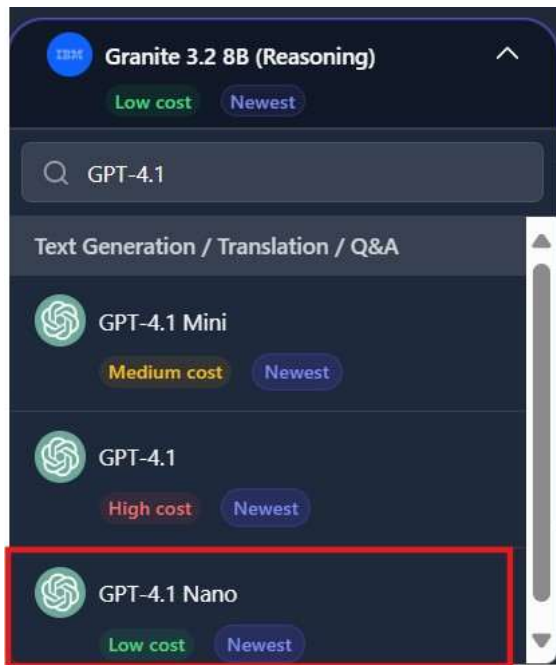 IBM
Granite 3.2 8B (Reasoning)
Low cost Newest
GPT-4.1
Text Generation / Translation / Q&A
GPT-4.1 Mini
Medium cost Newest
GPT-4.1
High cost Newest
GPT-4.1 Nano
Low cost Newest